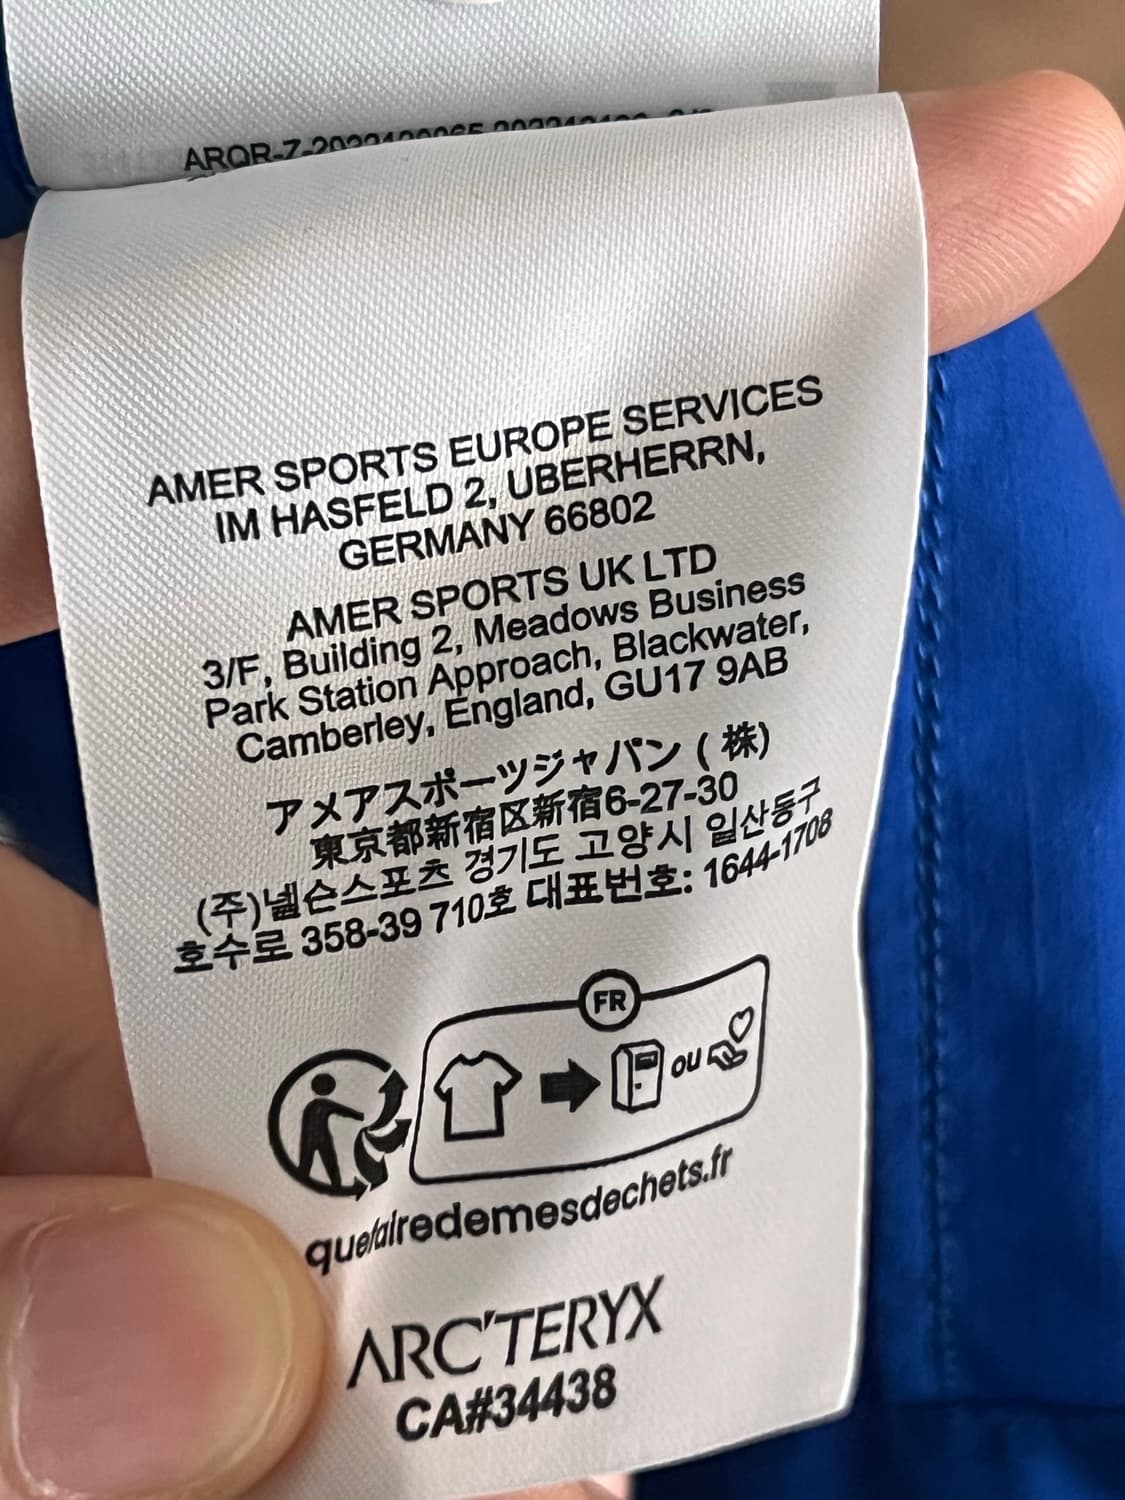 ARQR-Z-2022100065
AMER SPORTS EUROPE SERVICES
IM HASFELD 2, UBERHERRN,
GERMANY 66802
AMER SPORTS UK LTD
3/F, Building 2, Meadows Business
Park Station Approach, Blackwater,
Camberley, England, GU17 9AB
アメアスポーツジャパン ( 株)
東京都新宿区新宿6-27-30
(주)넬슨스포츠 경기도 고양시 일산동구
호수로 358-39 710호 대표번호: 1644-1708
FR
OU
quefairedemesdechets.fr
ARC'TERYX
CA#34438